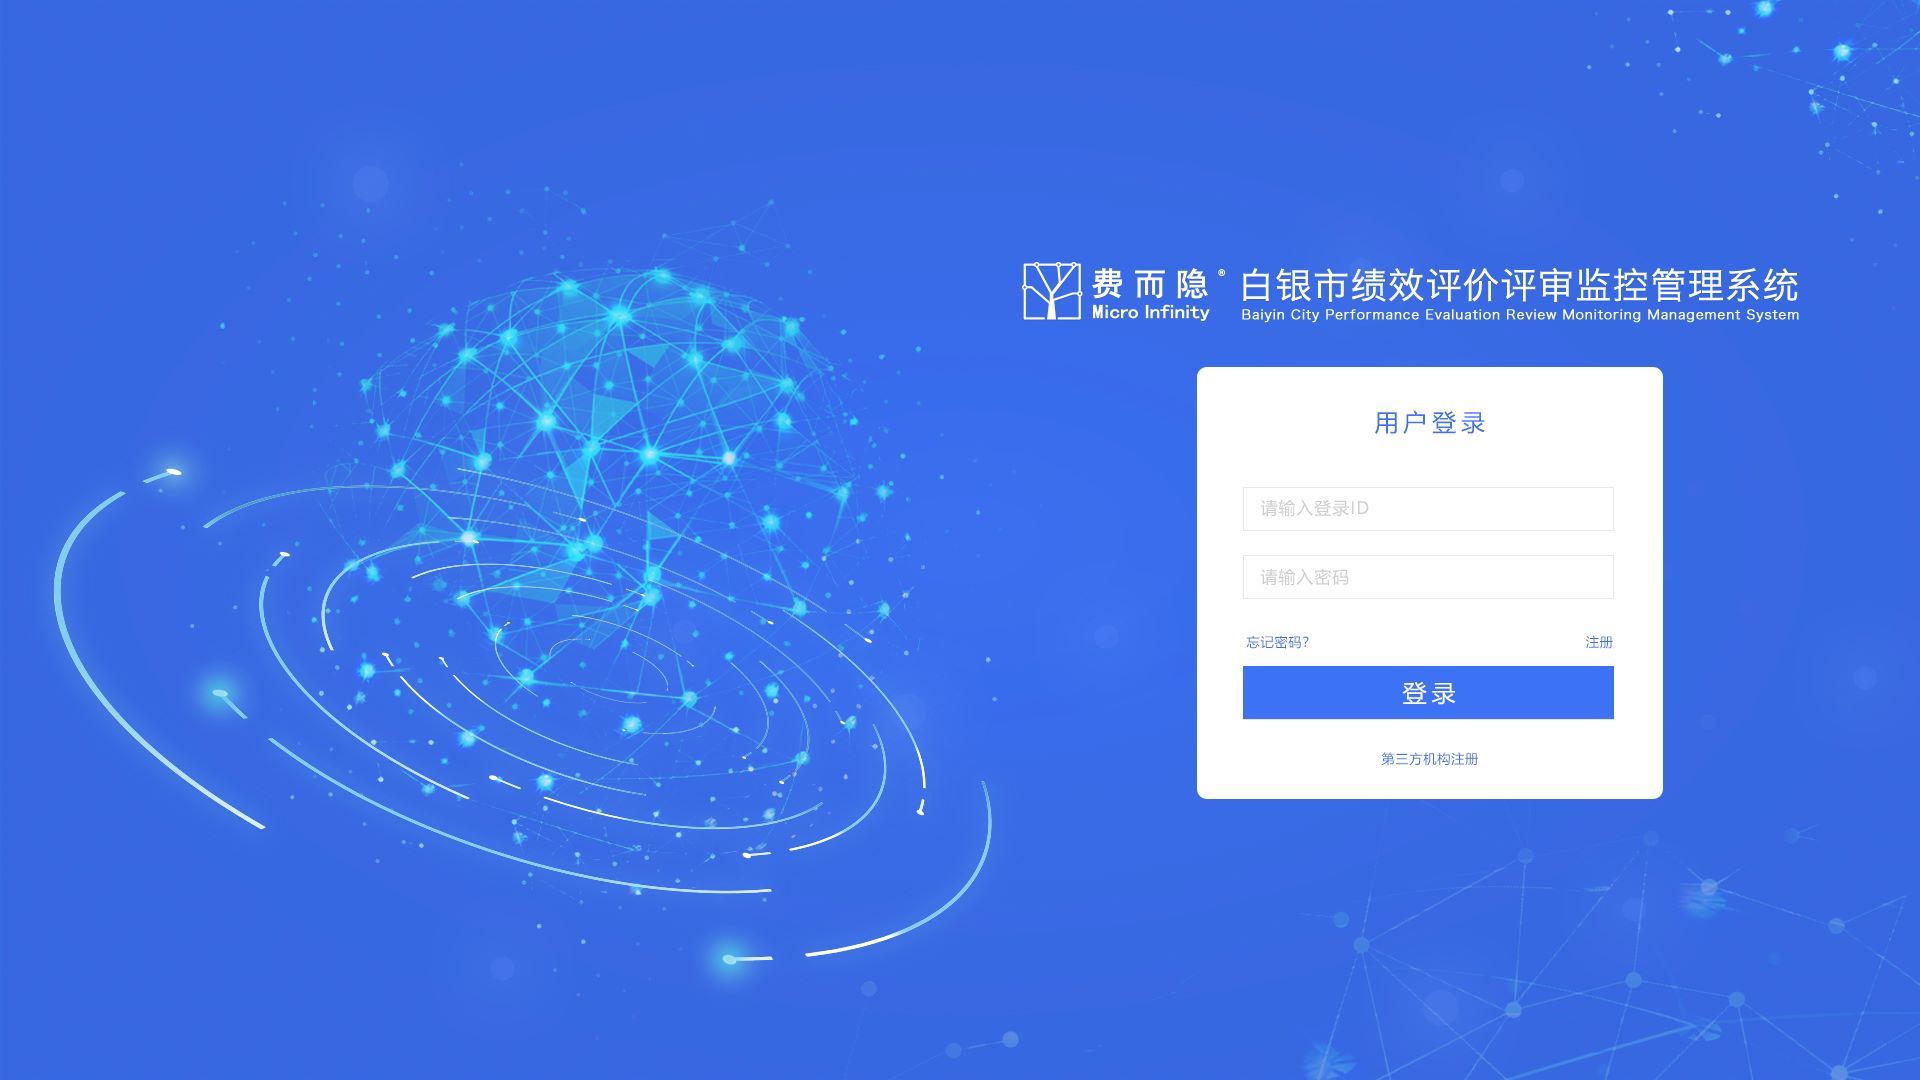 费而隐® 白银市绩效评价评审监控管理系统
Micro Infinity Baiyin City Performance Evaluation Review Monitoring Management System
用户登录
请输入登录ID
请输入密码
忘记密码? 注册
登录
第三方机构注册